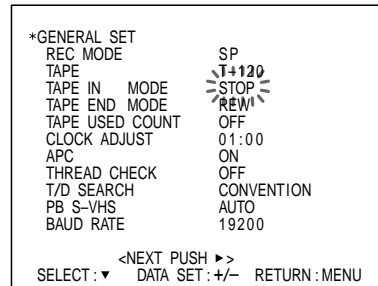 *GENERAL SET
REC MODE SP
TAPE T–120
TAPE IN MODE STOP
TAPE END MODE REW
TAPE USED COUNT OFF
CLOCK ADJUST 01:00
APC ON
THREAD CHECK OFF
T/D SEARCH CONVENTION
PB S–VHS AUTO
BAUD RATE 19200
<NEXT PUSH ►>
SELECT:▼ DATA SET:+/– RETURN:MENU